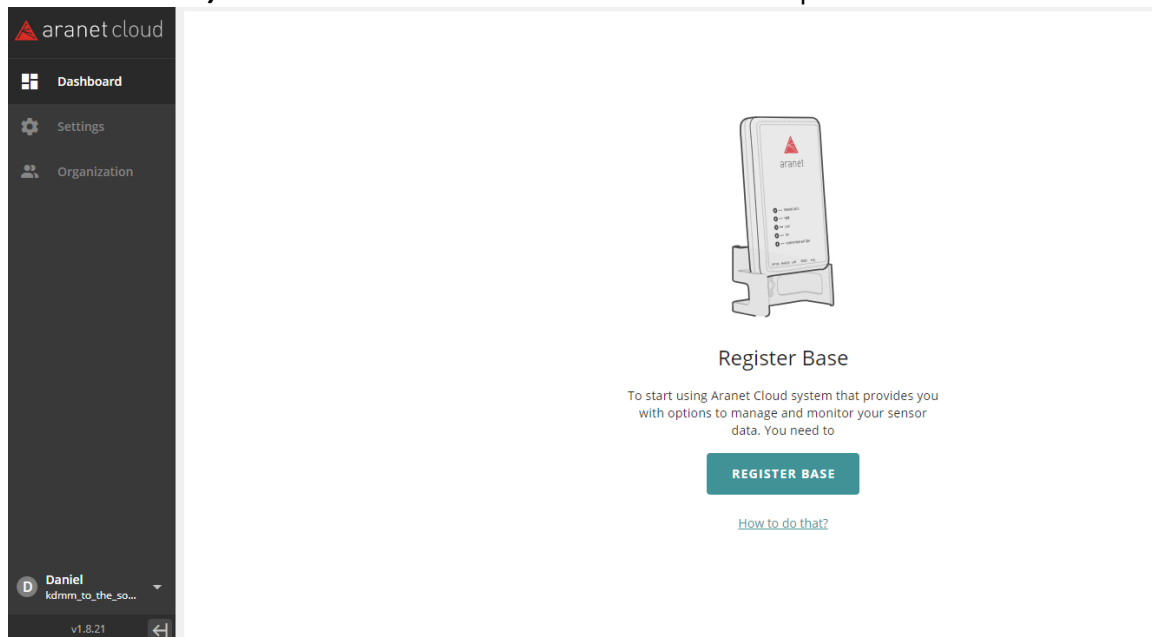 aranet cloud
Dashboard
Settings
Organization
aranet
Register Base
To start using Aranet Cloud system that provides you
with options to manage and monitor your sensor
data. You need to
REGISTER BASE
How to do that?
D
Daniel
kdmm_to_the_so...
v1.8.21